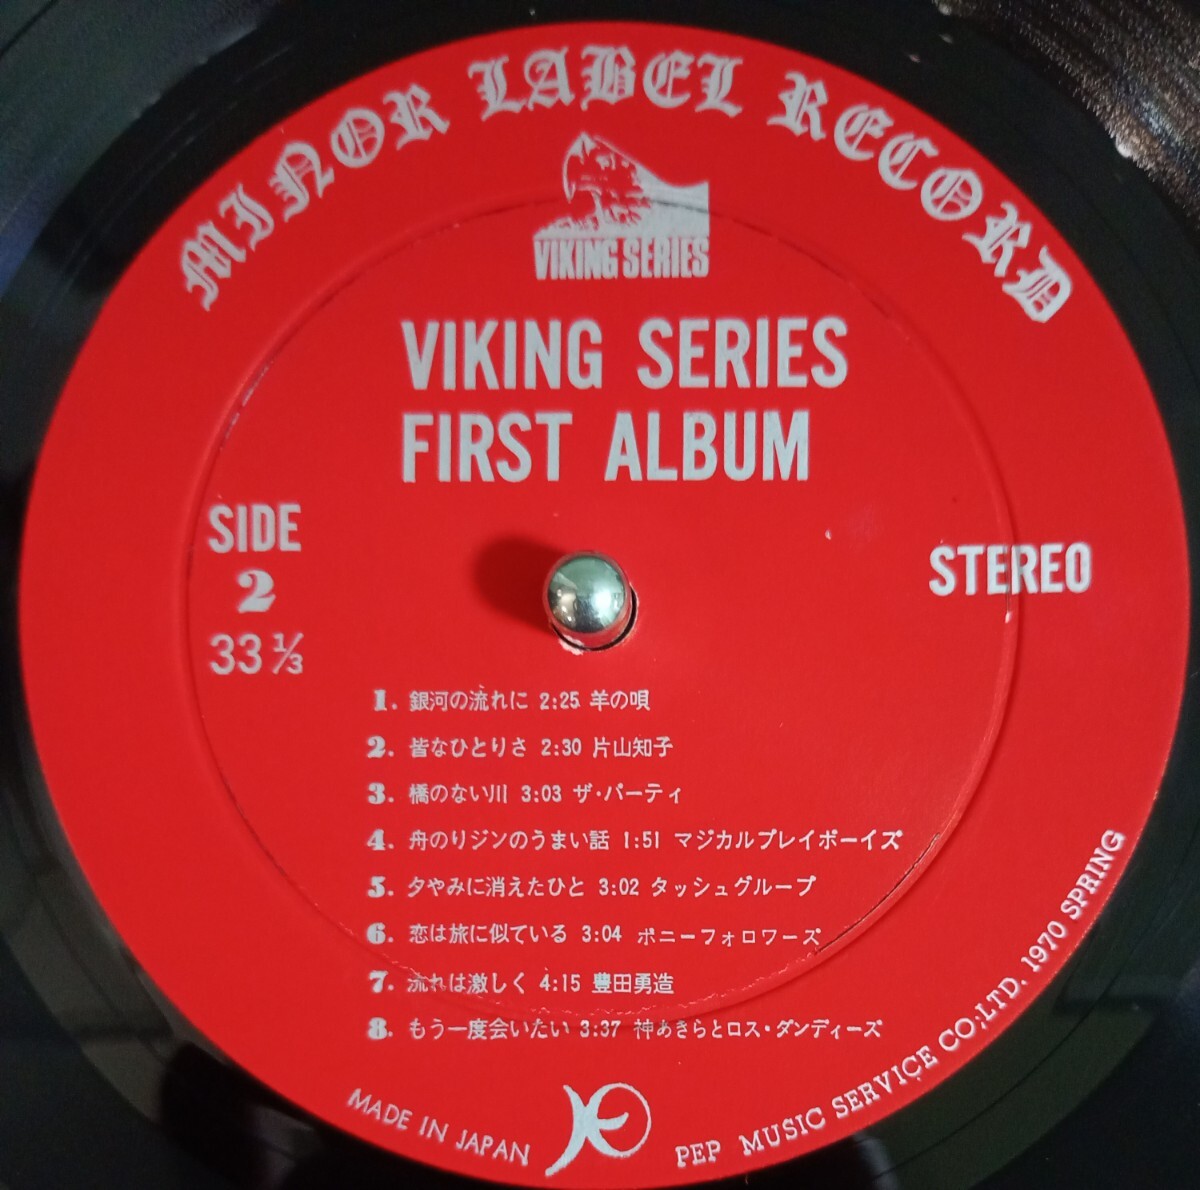 MINOR LABEL RECORD
VIKING SERIES
VIKING SERIES
FIRST ALBUM
SIDE
2
33 ⅓
STEREO
1. 銀河の流れに 2:25 羊の唄
2. 皆なひとりさ 2:30 片山知子
3. 橋のない川 3:03 ザ・パーティ
4. 舟のりジンのうまい話 1:51 マジカルプレイボーイズ
5. 夕やみに消えたひと 3:02 タッシュグループ
6. 恋は旅に似ている 3:04 ポニーフォロワーズ
7. 流れは激しく 4:15 豊田勇造
8. もう一度会いたい 3:37 神あきらとロス・ダンディーズ
MADE IN JAPAN
PEP MUSIC SERVICE CO;LTD. 1970 SPRING